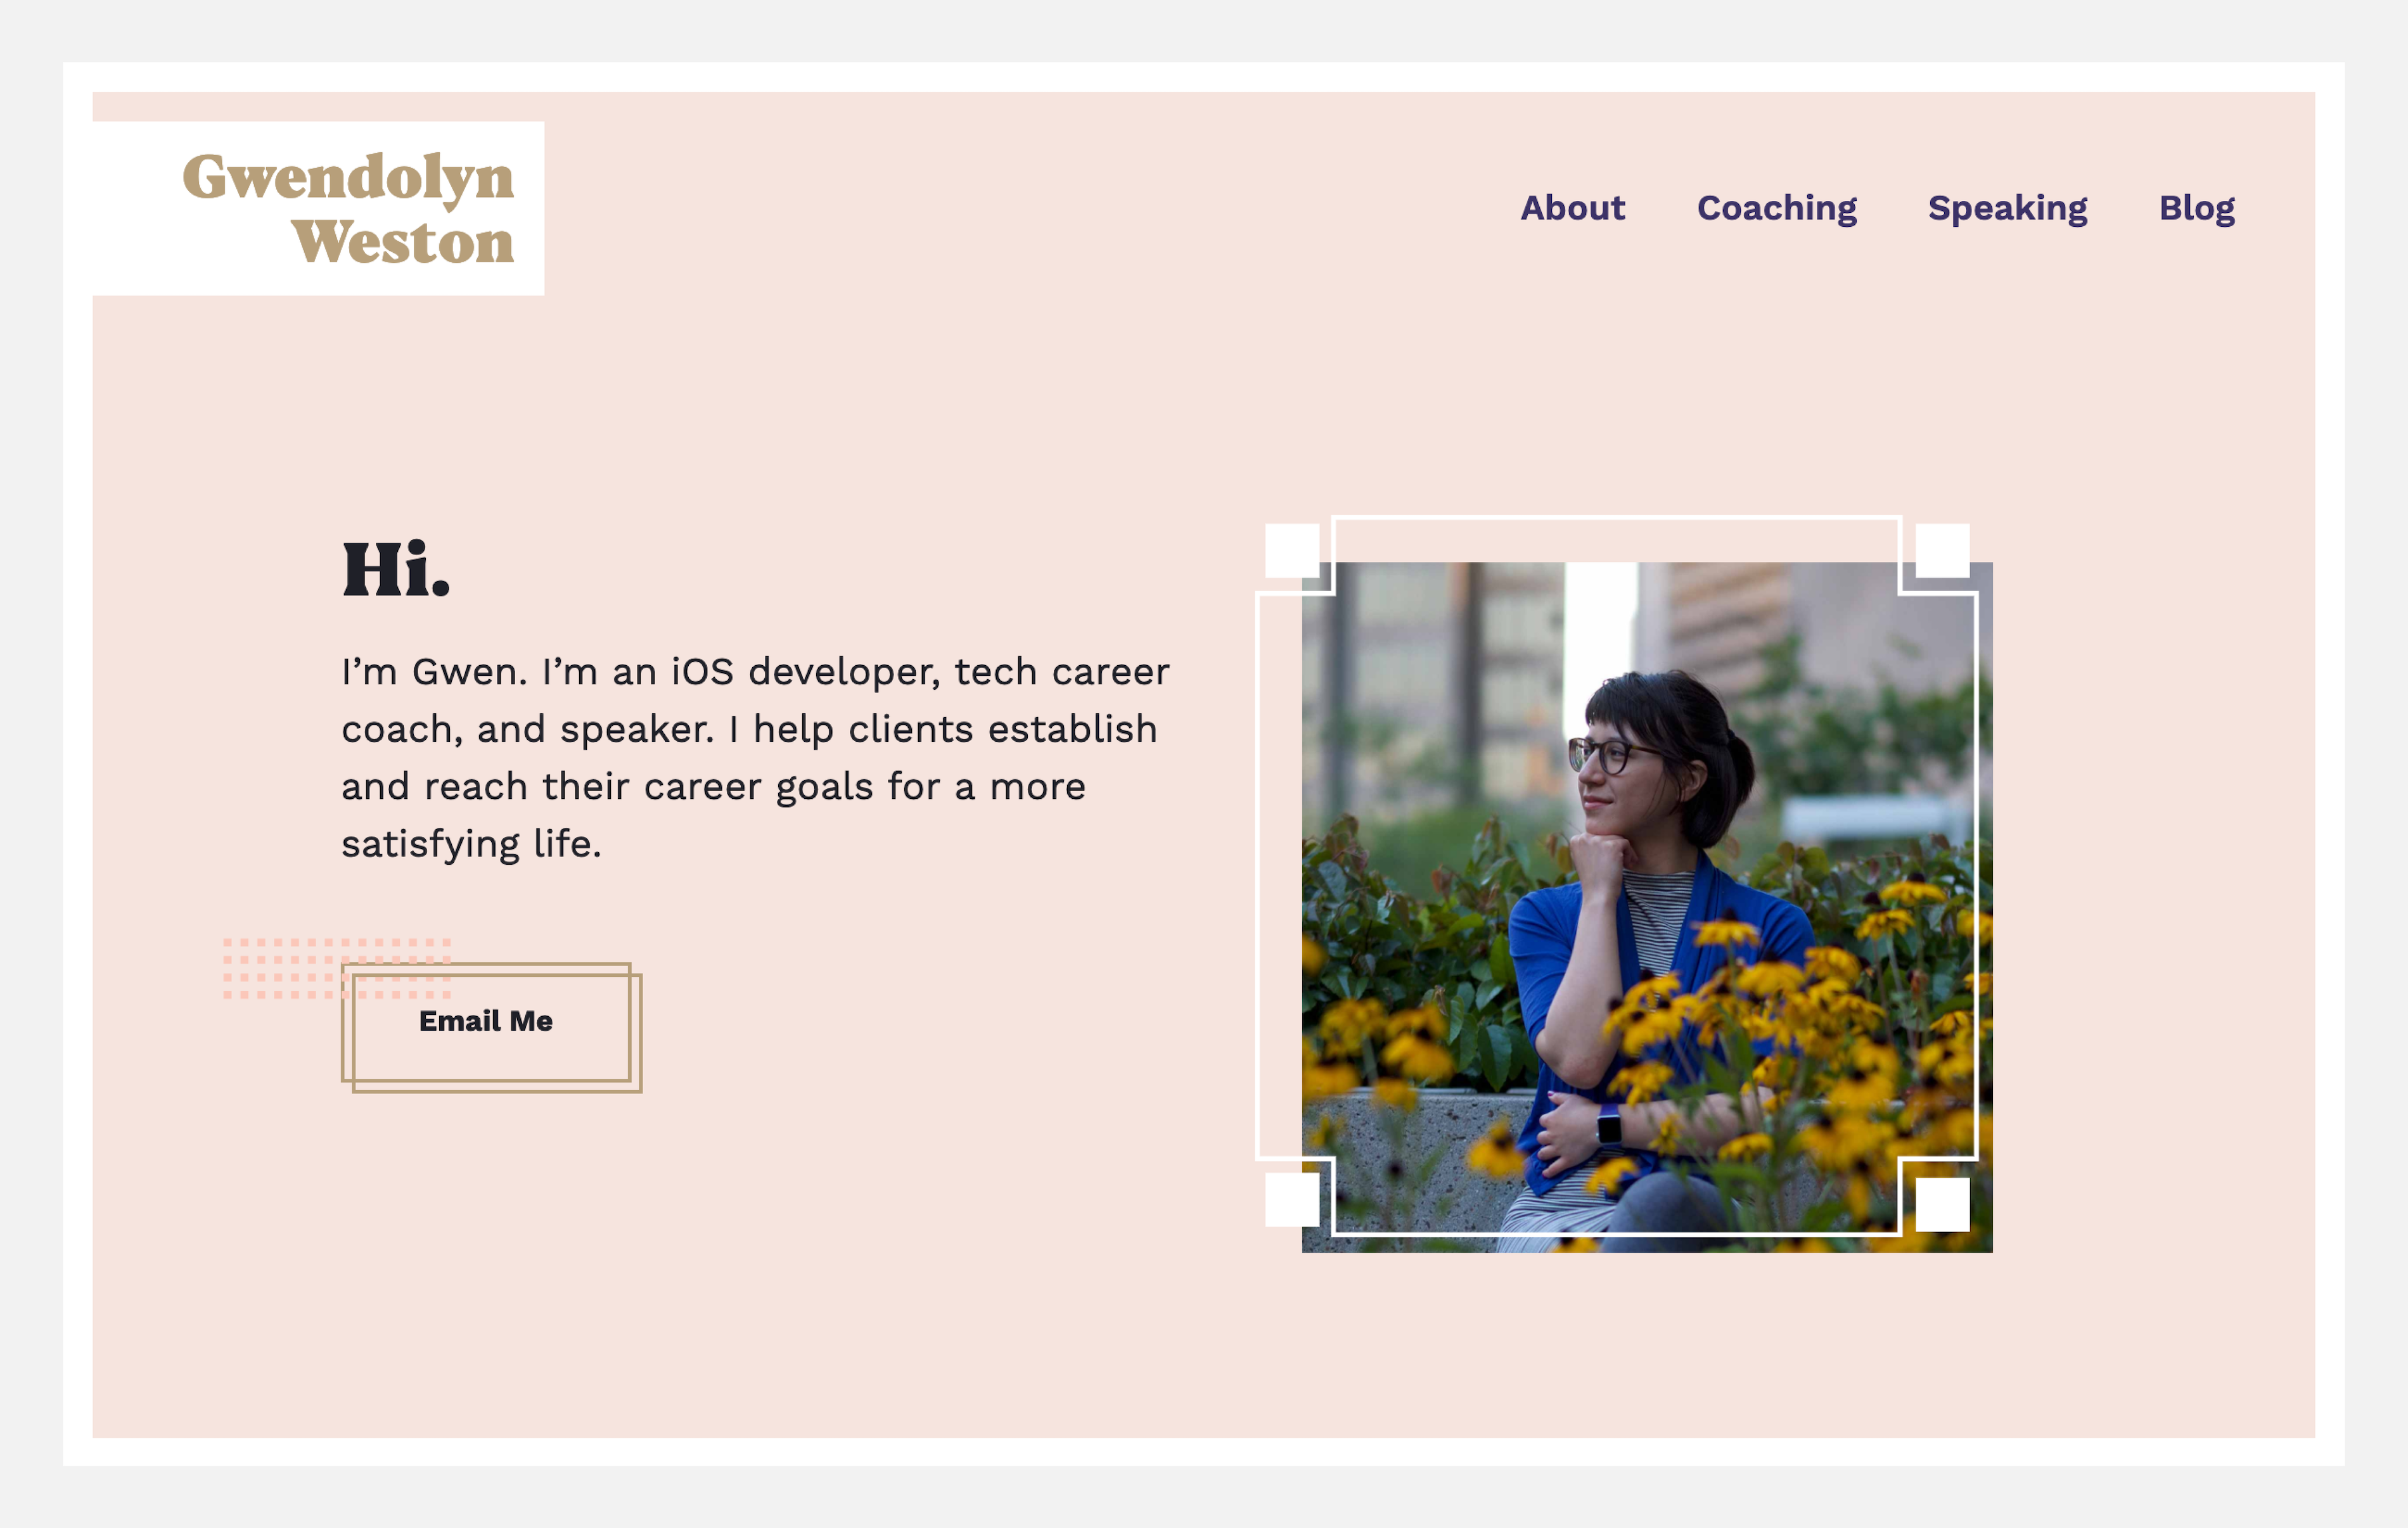 Gwendolyn
Weston
About Coaching Speaking Blog
Hi.
I’m Gwen. I’m an iOS developer, tech career
coach, and speaker. I help clients establish
and reach their career goals for a more
satisfying life.
Email Me